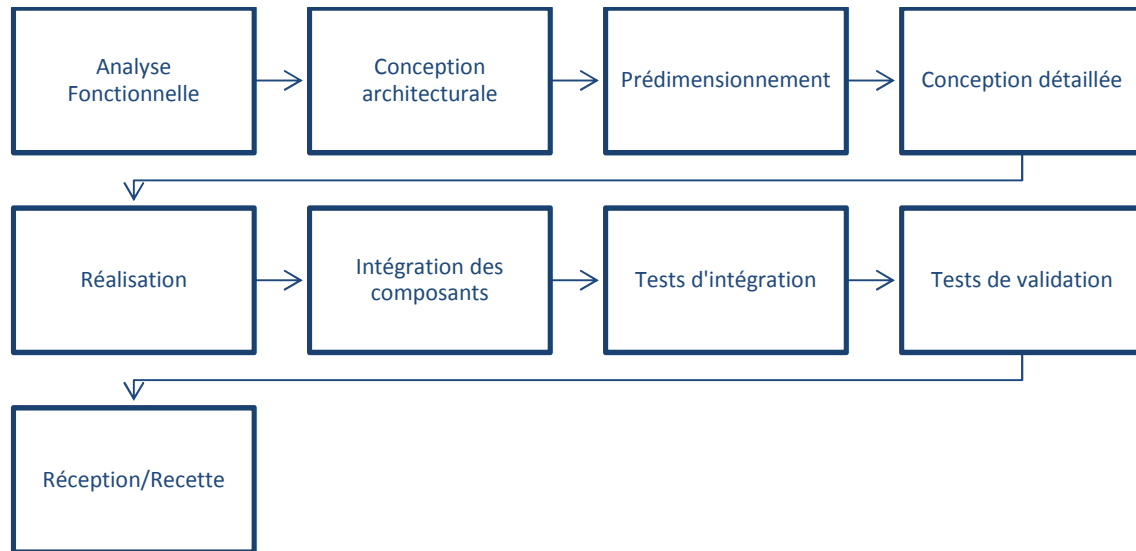 Analyse
Fonctionnelle
Conception
architecturale
Prédimensionnement
Conception détaillée
Réalisation
Intégration des
composants
Tests d'intégration
Tests de validation
Réception/Recette